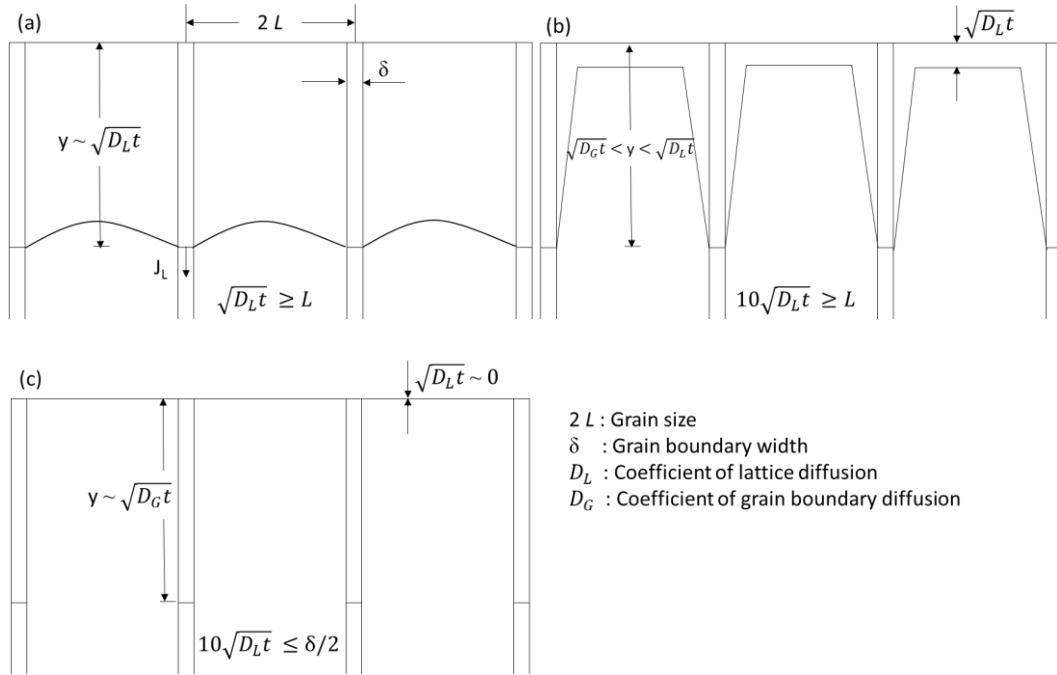 (a)
2 L
δ
y ~ √(D_L t)
J_L
√(D_L t) ≥ L
(b)
√(D_L t)
√(D_G t) < y < √(D_L t)
10√(D_L t) ≥ L
(c)
√(D_L t) ~ 0
y ~ √(D_G t)
10√(D_L t) ≤ δ/2
2 L : Grain size
δ : Grain boundary width
D_L : Coefficient of lattice diffusion
D_G : Coefficient of grain boundary diffusion